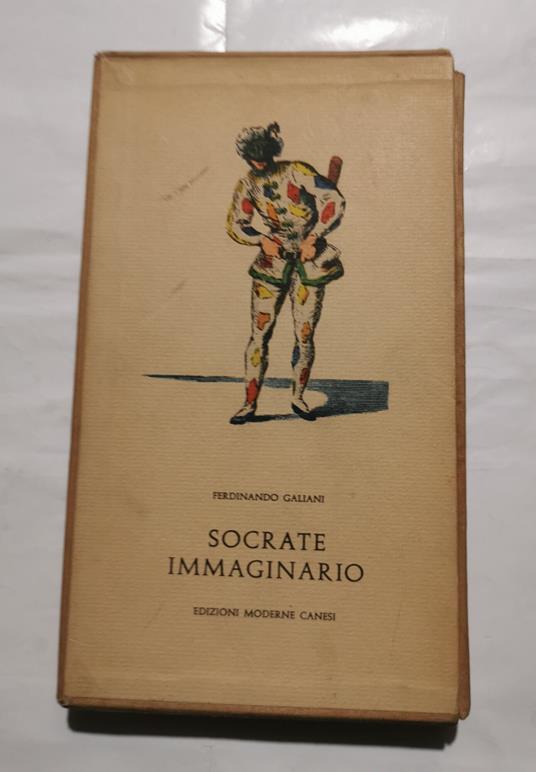 FERDINANDO GALIANI
SOCRATE
IMMAGINARIO
EDIZIONI MODERNE CANESI